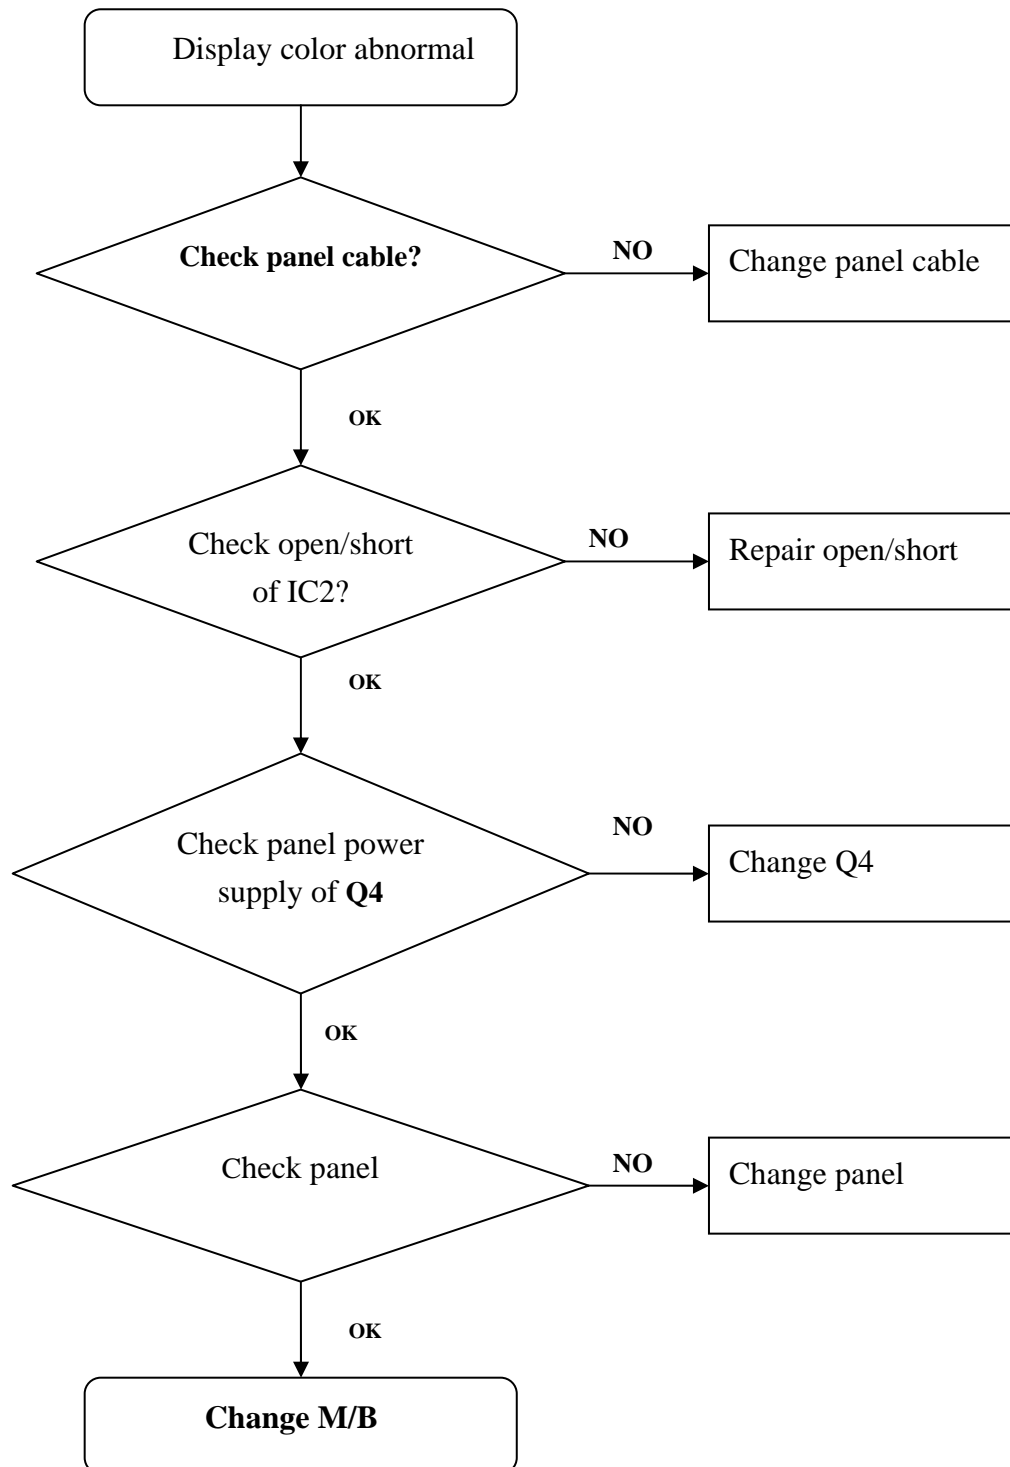 Display color abnormal
Check panel cable?
NO
Change panel cable
OK
Check open/short
of IC2?
NO
Repair open/short
OK
Check panel power
supply of Q4
NO
Change Q4
OK
Check panel
NO
Change panel
OK
Change M/B